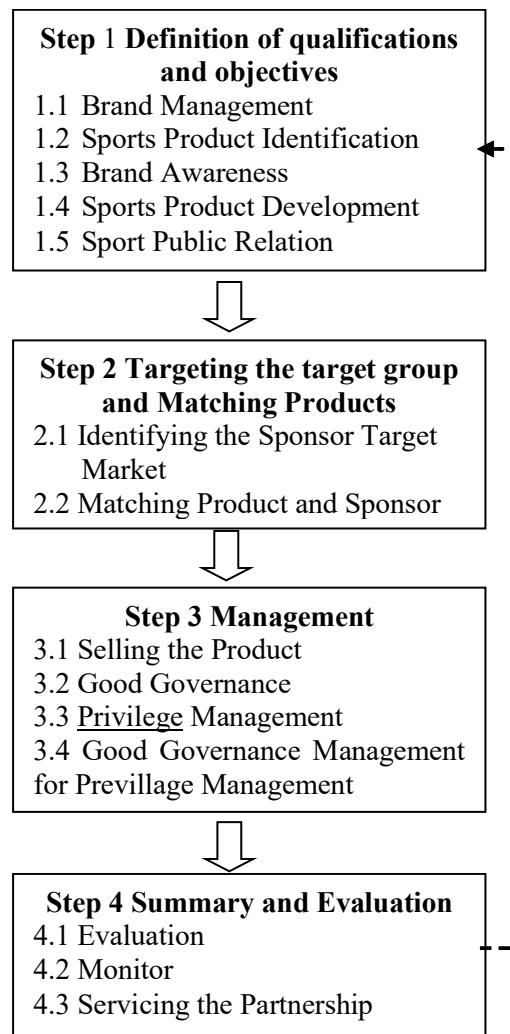 Step 1 Definition of qualifications
and objectives
1.1 Brand Management
1.2 Sports Product Identification
1.3 Brand Awareness
1.4 Sports Product Development
1.5 Sport Public Relation
Step 2 Targeting the target group
and Matching Products
2.1 Identifying the Sponsor Target
Market
2.2 Matching Product and Sponsor
Step 3 Management
3.1 Selling the Product
3.2 Good Governance
3.3 Privilege Management
3.4 Good Governance Management
for Previllage Management
Step 4 Summary and Evaluation
4.1 Evaluation
4.2 Monitor
4.3 Servicing the Partnership